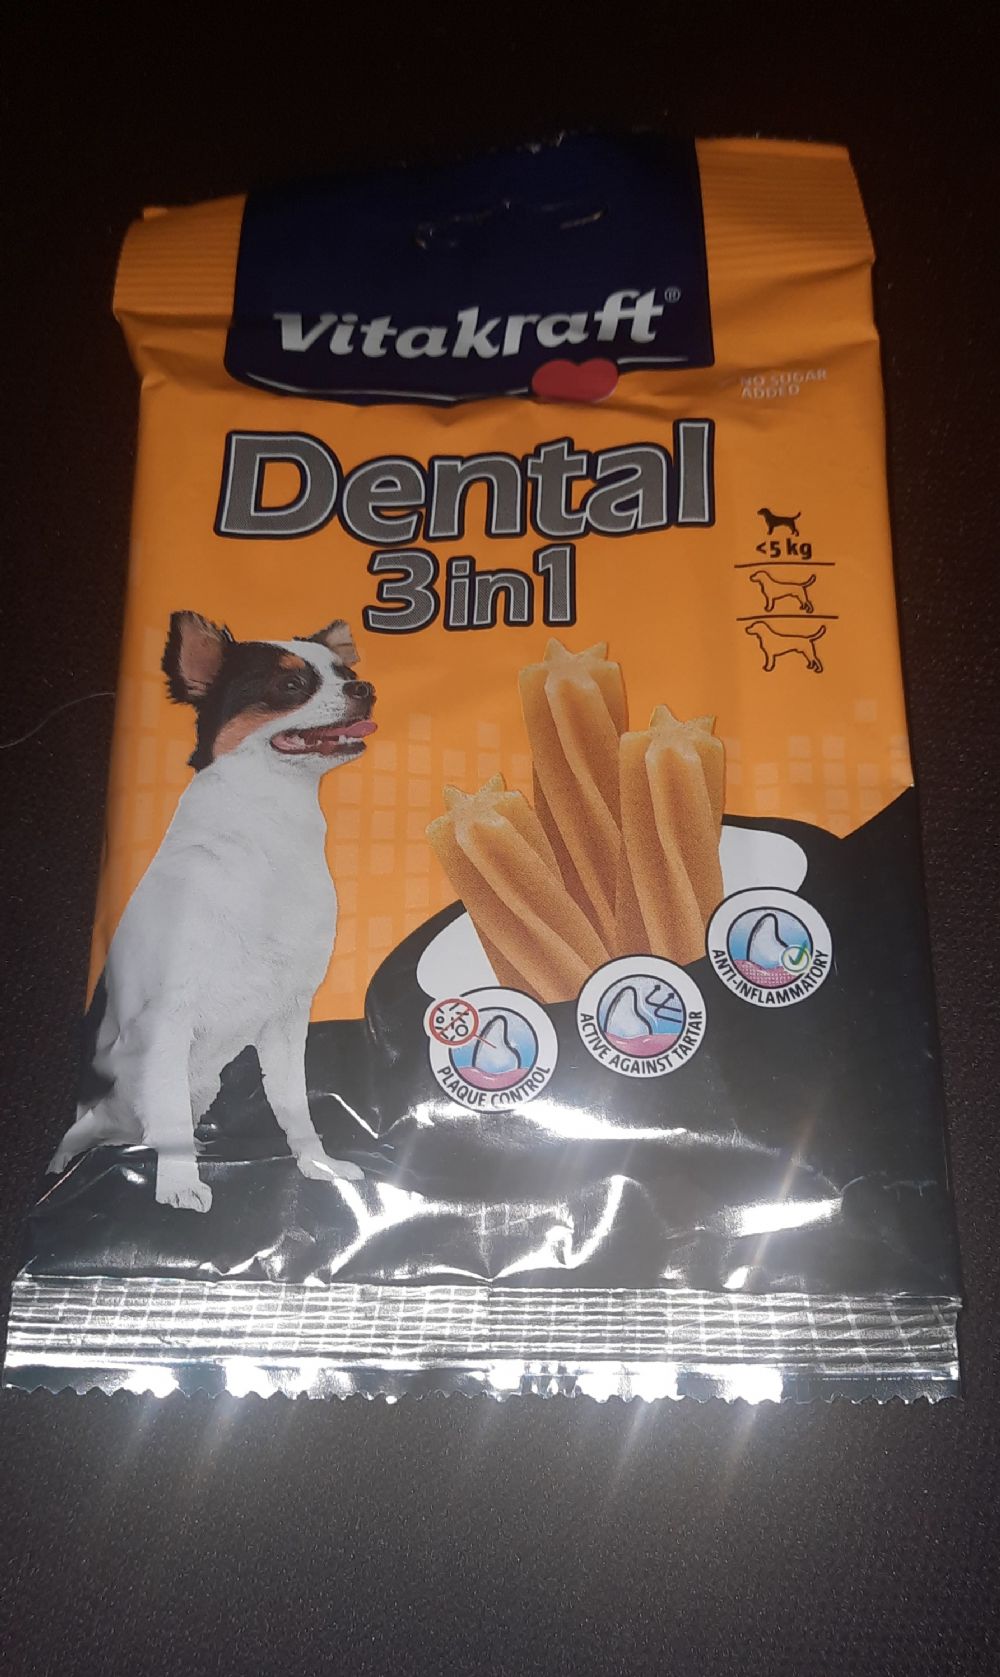 Vitakraft®
NO SUGAR
ADDED
Dental
3in1
<5 kg
ANTI-INFLAMMATORY
ACTIVE AGAINST TARTAR
PLAQUE CONTROL